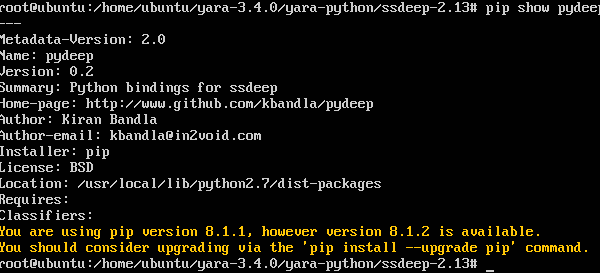 root@ubuntu:/home/ubuntu/yara-3.4.0/yara-python/ssdeep-2.13# pip show pydeep
---
Metadata-Version: 2.0
Name: pydeep
Version: 0.2
Summary: Python bindings for ssdeep
Home-page: http://www.github.com/kbandla/pydeep
Author: Kiran Bandla
Author-email: kbandla@in2void.com
Installer: pip
License: BSD
Location: /usr/local/lib/python2.7/dist-packages
Requires:
Classifiers:
You are using pip version 8.1.1, however version 8.1.2 is available.
You should consider upgrading via the 'pip install --upgrade pip' command.
root@ubuntu:/home/ubuntu/yara-3.4.0/yara-python/ssdeep-2.13# _